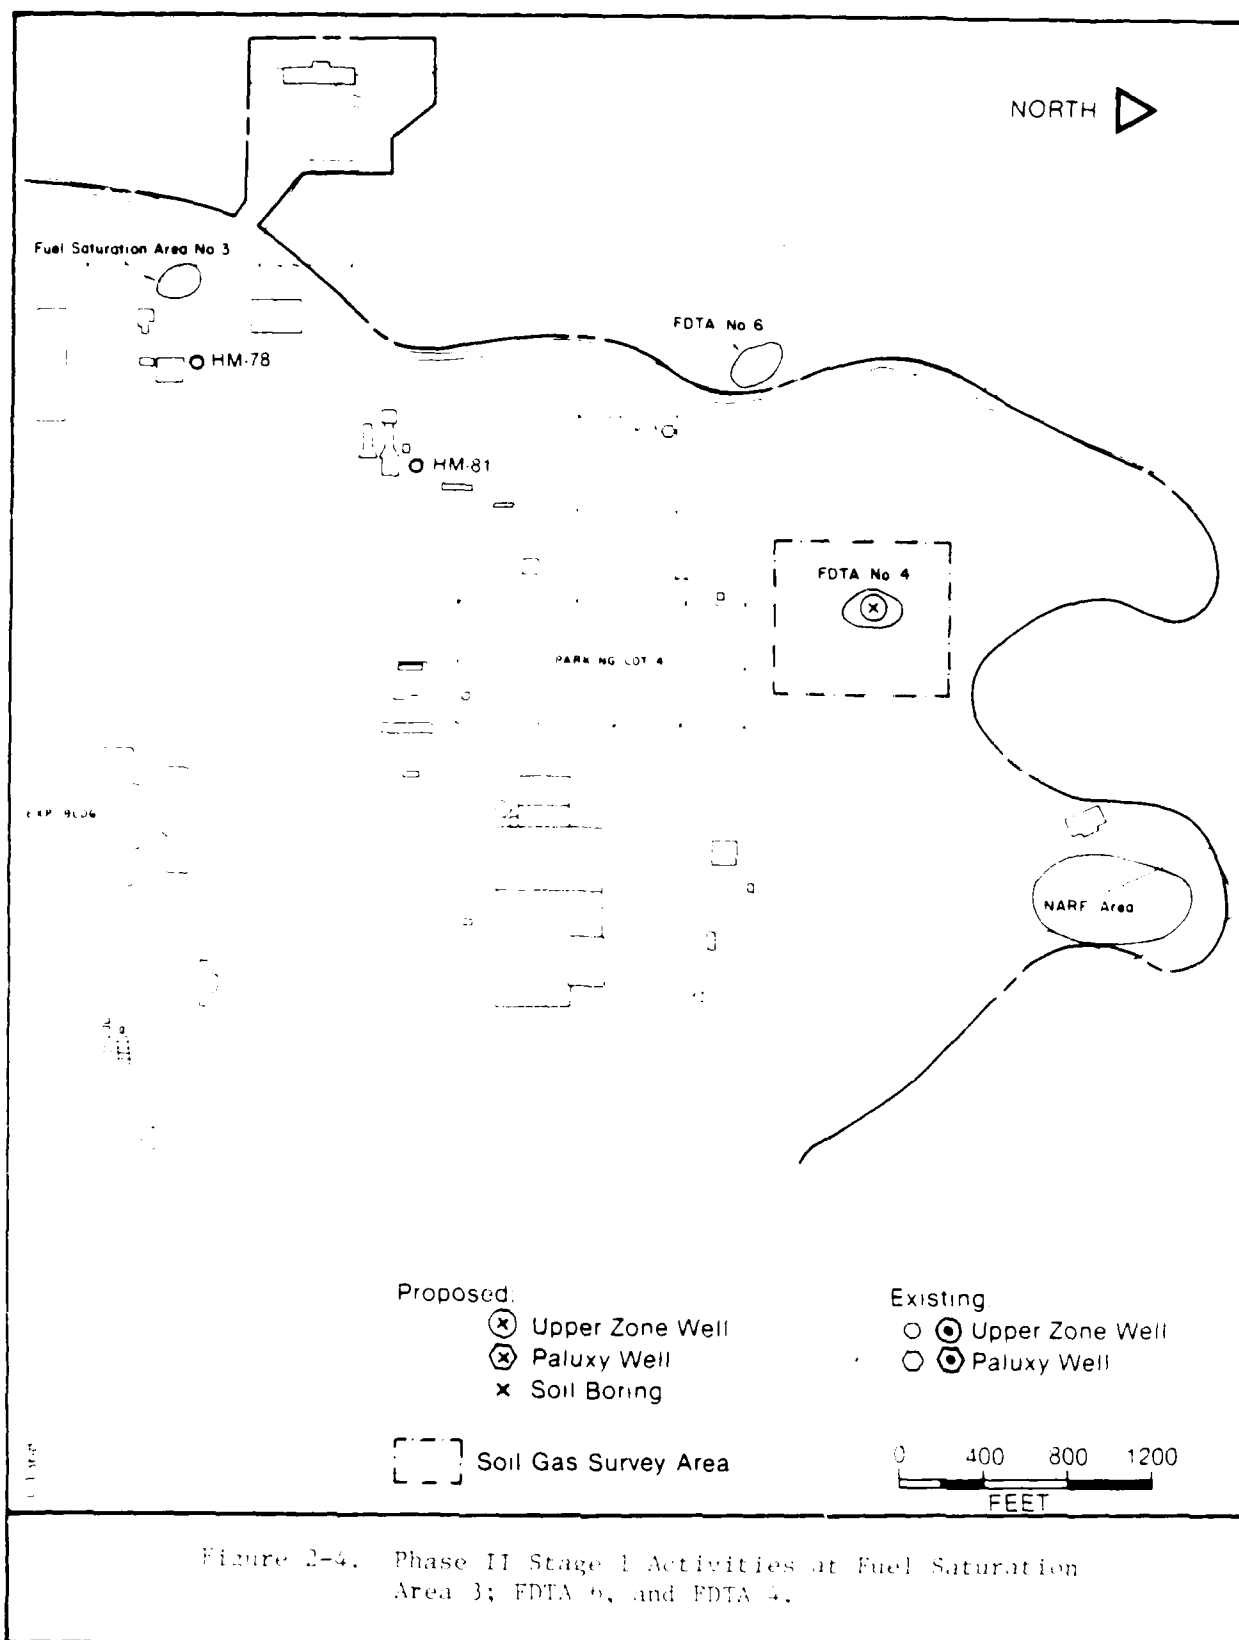 NORTH
Fuel Saturation Area No 3
FDTA No 6
HM-78
HM-81
FDTA No 4
PARKING LOT 4
NARF Area
Proposed:
Upper Zone Well
Paluxy Well
Soil Boring
Soil Gas Survey Area
Existing
Upper Zone Well
Paluxy Well
0 400 800 1200
FEET
Figure 2-4. Phase II Stage 1 Activities at Fuel Saturation
Area 3; FDTA 6, and FDTA 4.